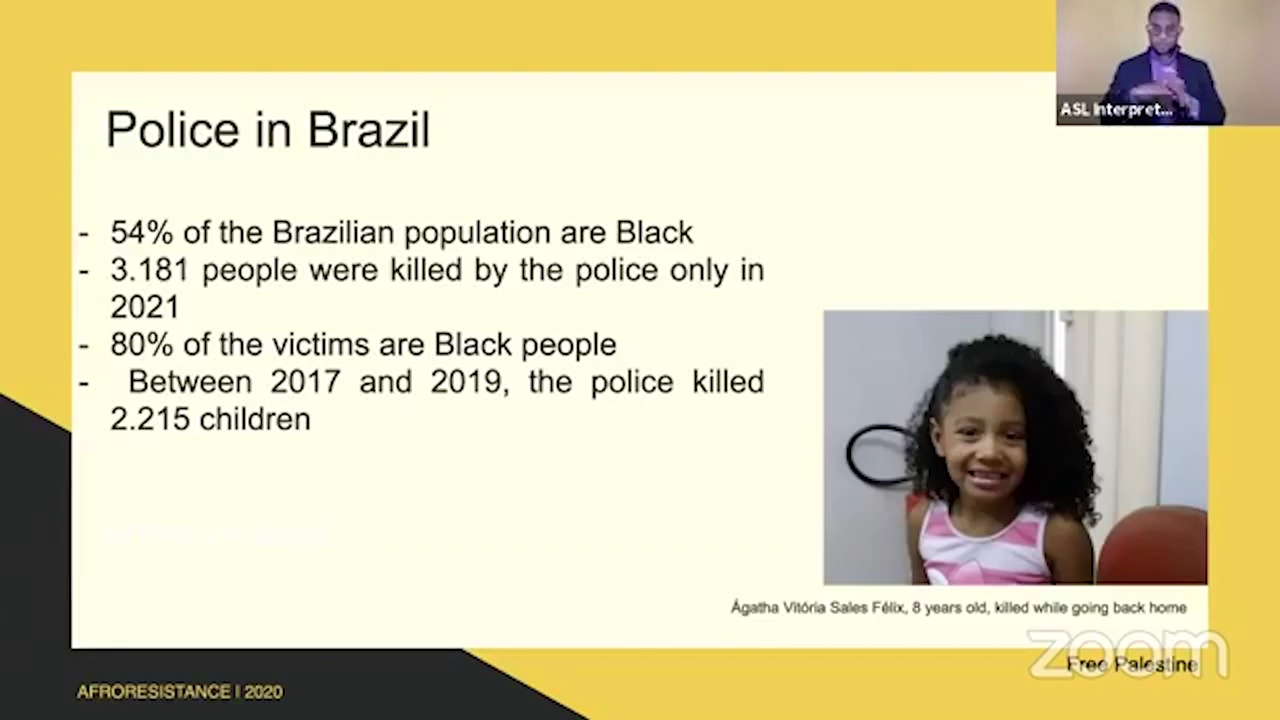 ASL Interpret...
Police in Brazil
- 54% of the Brazilian population are Black
- 3.181 people were killed by the police only in
2021
- 80% of the victims are Black people
- Between 2017 and 2019, the police killed
2.215 children
Ágatha Vitória Sales Félix, 8 years old, killed while going back home
zoom
Free Palestine
AFRORESISTANCE | 2020